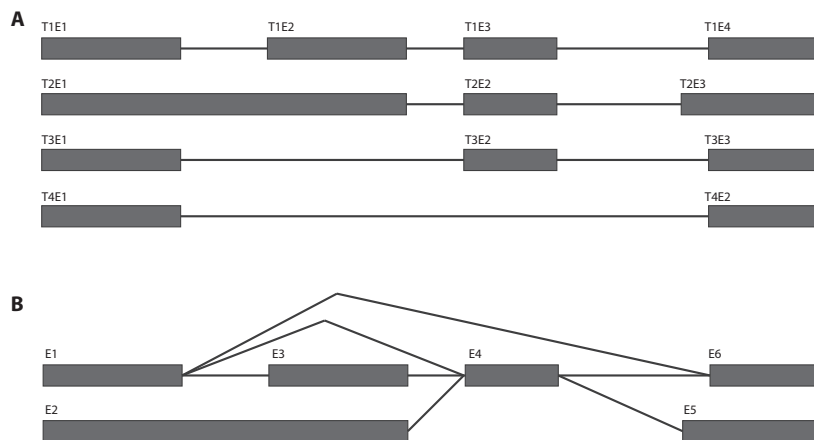 A
T1E1 T1E2 T1E3 T1E4
T2E1 T2E2 T2E3
T3E1 T3E2 T3E3
T4E1 T4E2
B
E1 E3 E4 E6
E2 E5